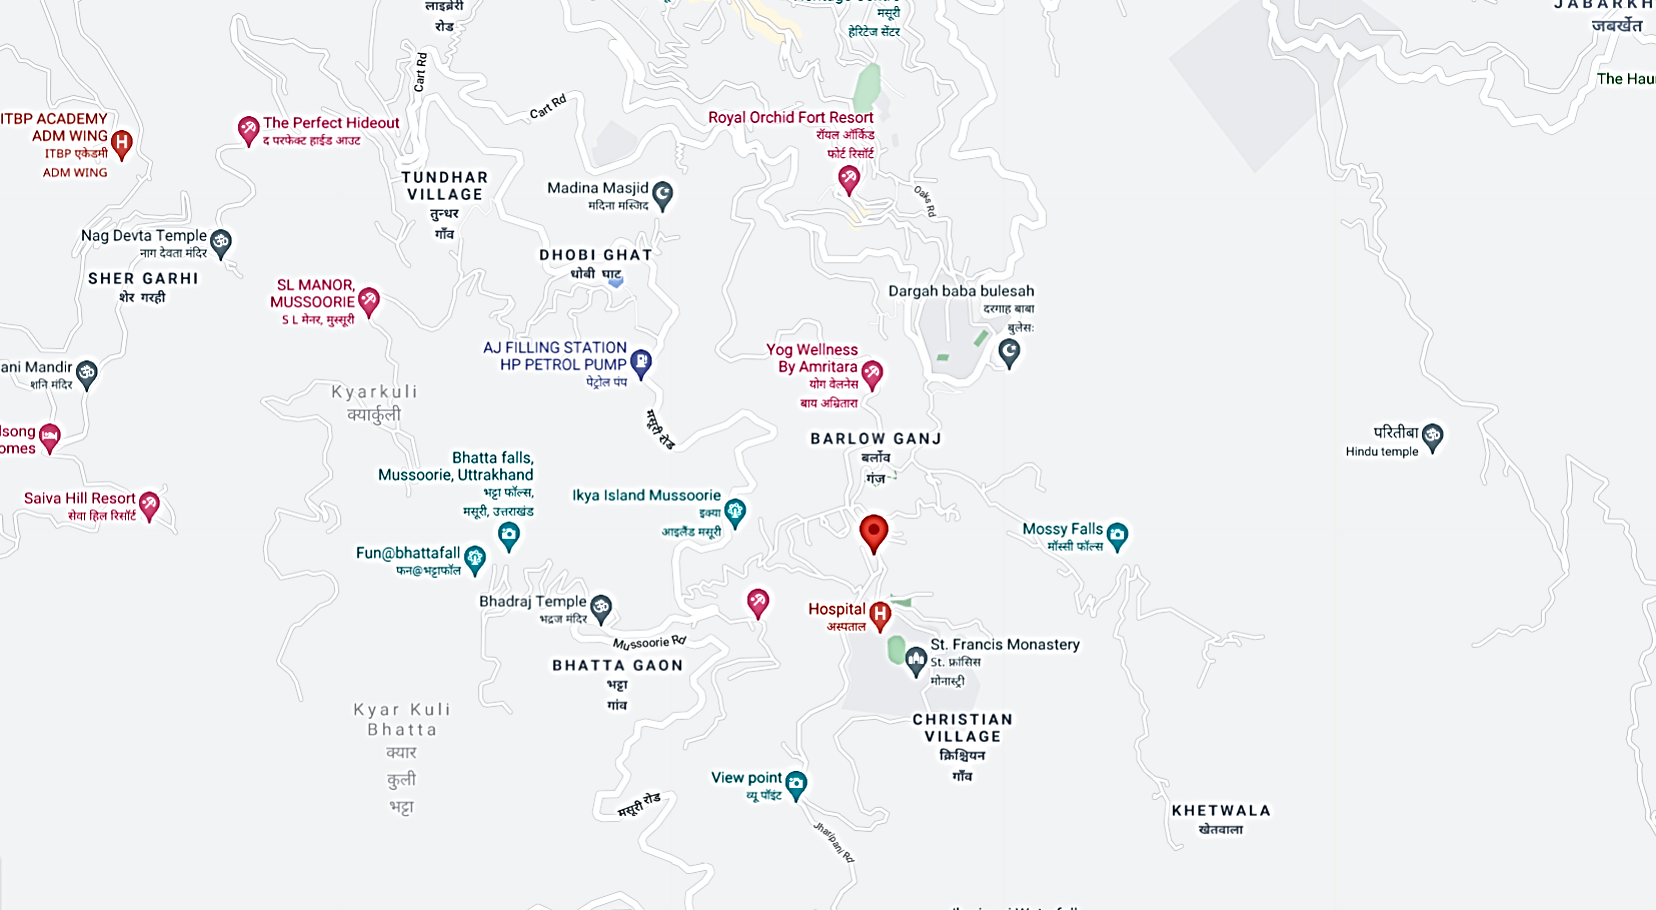 लाइब्रेरी
रोड
मसूरी
हेरिटेज सेंटर
जबरखेत
The Hau
Cart Rd
Cart Rd
ITBP ACADEMY
ADM WING
ITBP एकेडमी
ADM WING
The Perfect Hideout
द परफेक्ट हाईड आउट
Royal Orchid Fort Resort
रॉयल ऑर्किड
फोर्ट रिसॉर्ट
Oaks Rd
TUNDHAR
VILLAGE
तुन्धर
गाँव
Madina Masjid
मदिना मस्जिद
Nag Devta Temple
नाग देवता मंदिर
SHER GARHI
शेर गरही
DHOBI GHAT
धोबी घाट
SL MANOR,
MUSSOORIE
S L मेनर, मुस्सूरी
Dargah baba bulesah
दरगाह बाबा
बुलेस:
AJ FILLING STATION
HP PETROL PUMP
पेट्रोल पंप
Yog Wellness
By Amritara
योग वेलनेस
बाय अम्रितारा
ani Mandir
शनि मंदिर
Kyarkuli
क्यार्कुली
मसूरी रोड
lsong
omes
BARLOW GANJ
बर्लोव
गंज
परितीबा
Hindu temple
Bhatta falls,
Mussoorie, Uttrakhand
भट्टा फॉल्स,
मसूरी, उत्तराखंड
Saiva Hill Resort
सेवा हिल रिसॉर्ट
Ikya Island Mussoorie
इक्या
आइलैंड मसूरी
Mossy Falls
मॉस्सी फॉल्स
Fun@bhattafall
फन@भट्टाफॉल
Bhadraj Temple
भद्रज मंदिर
Hospital
अस्पताल
Mussoorie Rd
St. Francis Monastery
St. फ्रांसिस
मोनास्ट्री
BHATTA GAON
भट्टा
गांव
Kyar Kuli
Bhatta
क्यार
कुली
भट्टा
CHRISTIAN
VILLAGE
क्रिश्चियन
गाँव
View point
व्यू पॉइंट
मसूरी रोड
Jharipani Rd
KHETWALA
खेतवाला